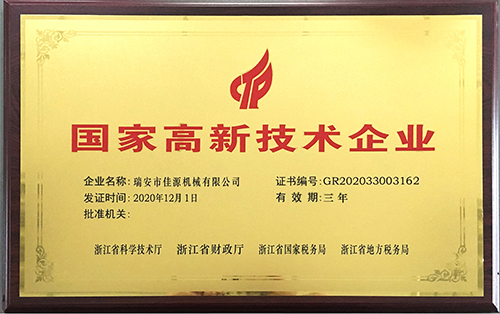 国家高新技术企业
企业名称:瑞安市佳源机械有限公司 证书编号:GR202033003162
发证时间:2020年12月1日 有效期:三年
批准机关:
浙江省科学技术厅 浙江省财政厅 浙江省国家税务局 浙江省地方税务局